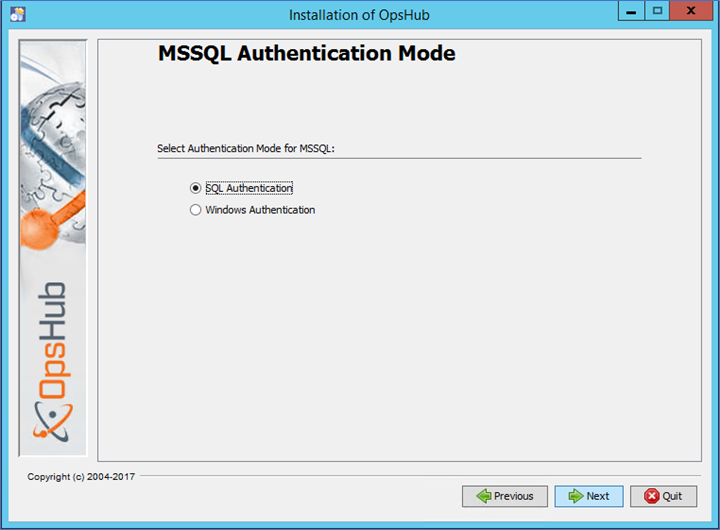 Installation of OpsHub
MSSQL Authentication Mode
Select Authentication Mode for MSSQL:
SQL Authentication
Windows Authentication
OpsHub
Copyright (c) 2004-2017
Previous
Next
Quit